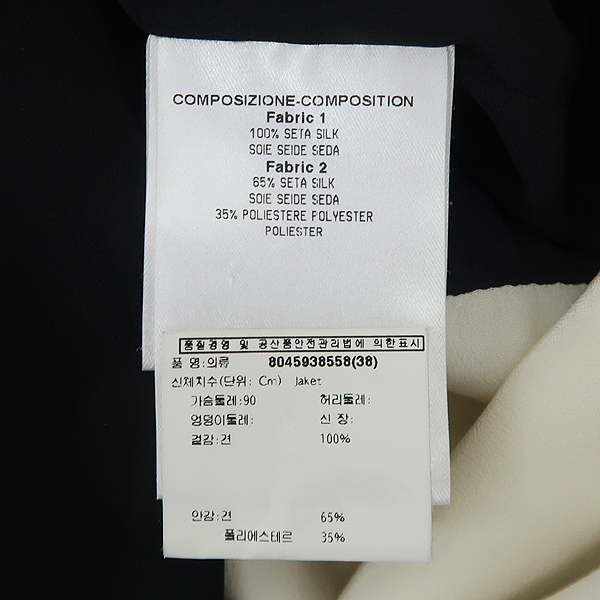 COMPOSIZIONE-COMPOSITION
Fabric 1
100% SETA SILK
SOIE SEIDE SEDA
Fabric 2
65% SETA SILK
SOIE SEIDE SEDA
35% POLIESTERE POLYESTER
POLIESTER
품질경영 및 공산품안전관리법에 의한표시
품 명:의류 8045938558(38)
신체치수(단위: Cm) Jaket
가슴둘레:90 허리둘레:
엉덩이둘레: 신 장:
겉감:견 100%
안감:견 65%
폴리에스테르 35%